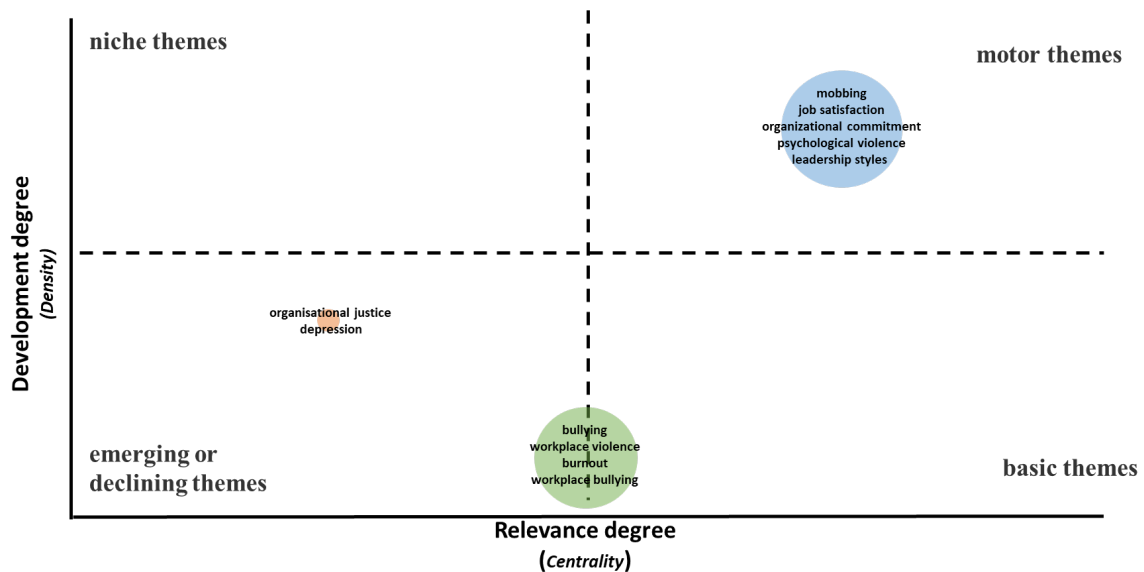 niche themes
motor themes
mobbing
job satisfaction
organizational commitment
psychological violence
leadership styles
Development degree
(Density)
organisational justice
depression
bullying
workplace violence
burnout
workplace bullying
emerging or
declining themes
basic themes
Relevance degree
(Centrality)